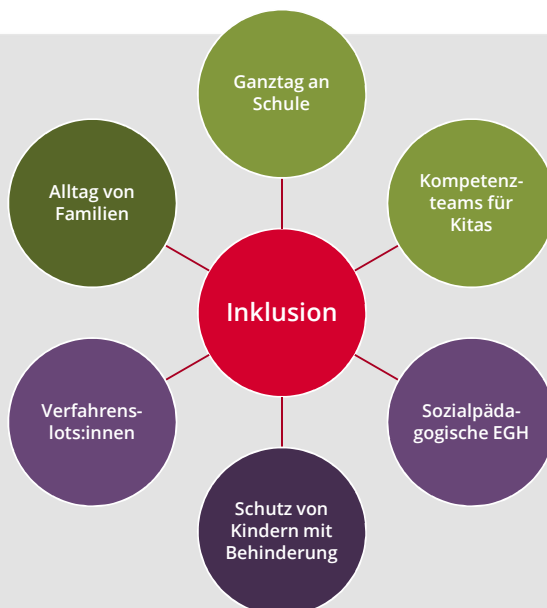 Ganztag an
Schule
Alltag von
Familien
Kompetenz-
teams für
Kitas
Inklusion
Verfahrens-
lots:innen
Sozialpäda-
gogische EGH
Schutz von
Kindern mit
Behinderung